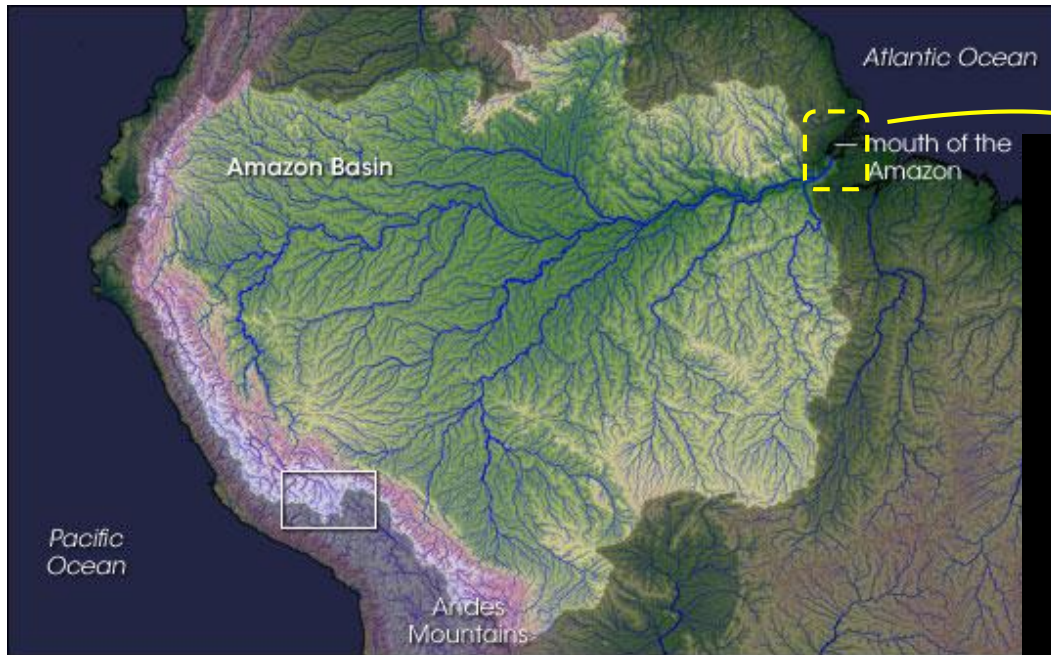 Atlantic Ocean
mouth of the
Amazon
Amazon Basin
Pacific
Ocean
Andes
Mountains